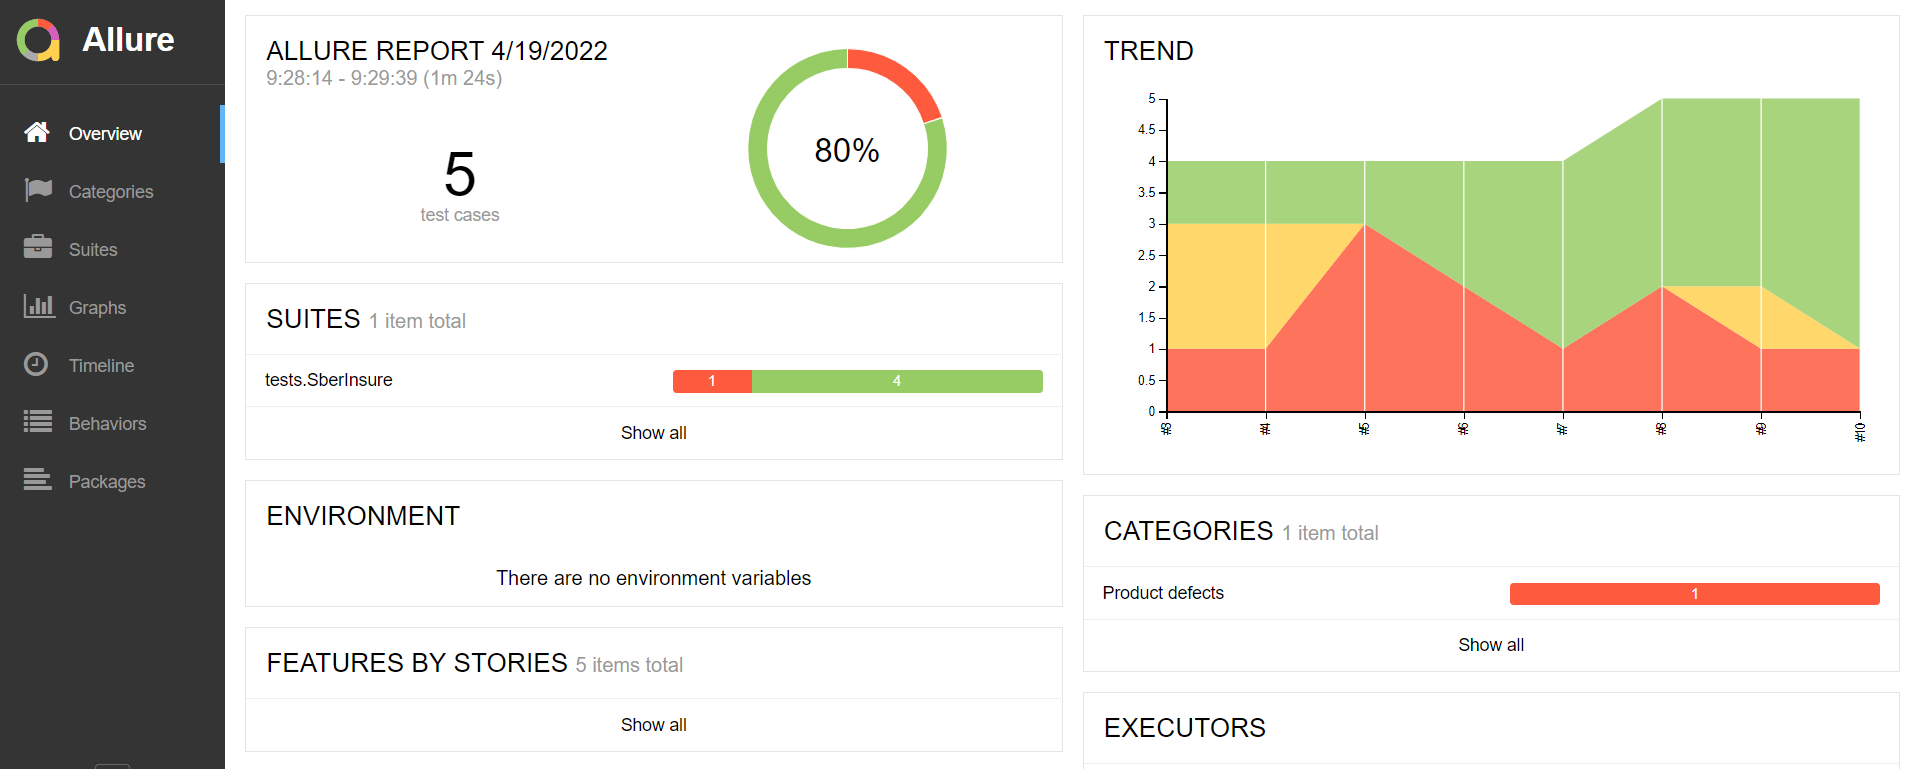 Allure
Overview
Categories
Suites
Graphs
Timeline
Behaviors
Packages
ALLURE REPORT 4/19/2022
9:28:14 - 9:29:39 (1m 24s)
5
test cases
80%
SUITES 1 item total
tests.SberInsure 1 4
Show all
ENVIRONMENT
There are no environment variables
FEATURES BY STORIES 5 items total
Show all
TREND
5
4.5
4
3.5
3
2.5
2
1.5
1
0.5
0
#3 #4 #5 #6 #7 #8 #9 #10
CATEGORIES 1 item total
Product defects 1
Show all
EXECUTORS